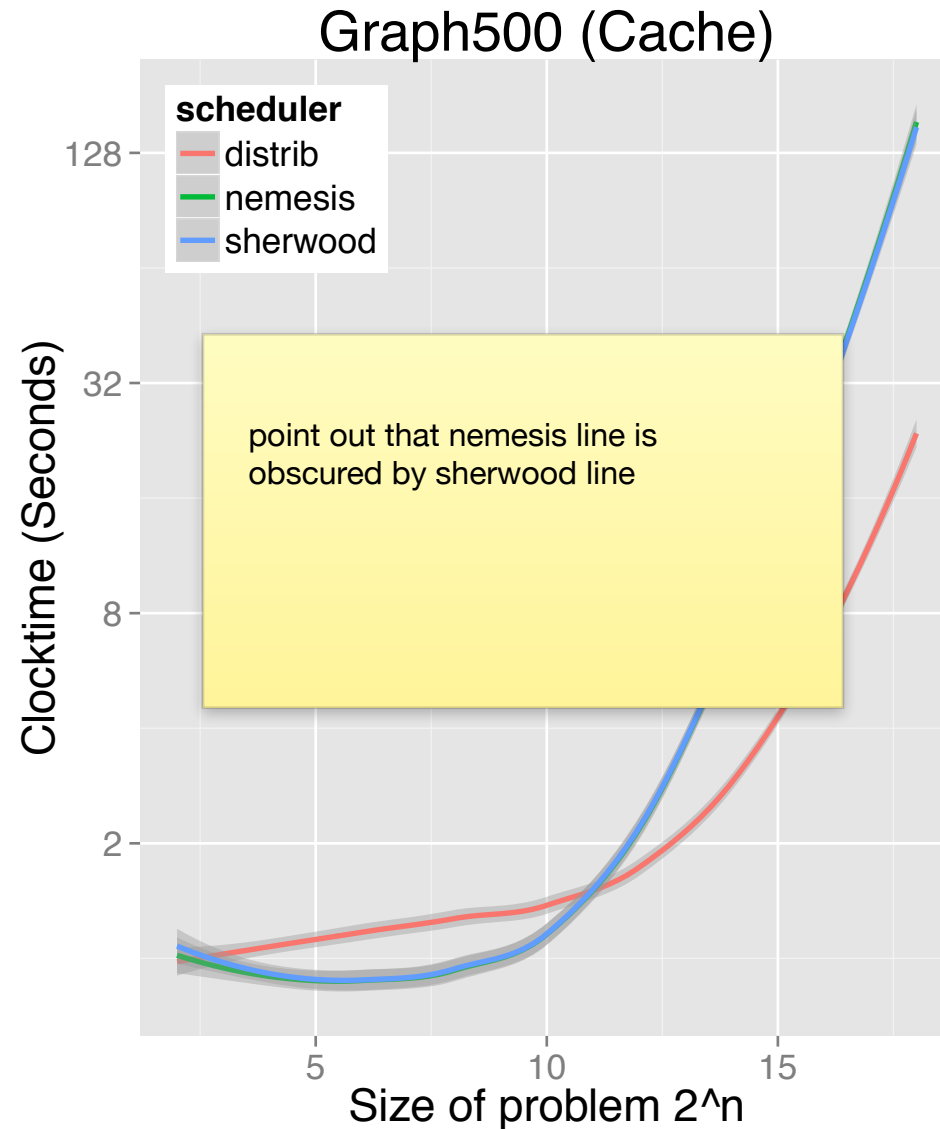 Graph500 (Cache)
scheduler
distrib
nemesis
sherwood
128
32
8
2
Clocktime (Seconds)
point out that nemesis line is
obscured by sherwood line
5
10
15
Size of problem 2^n